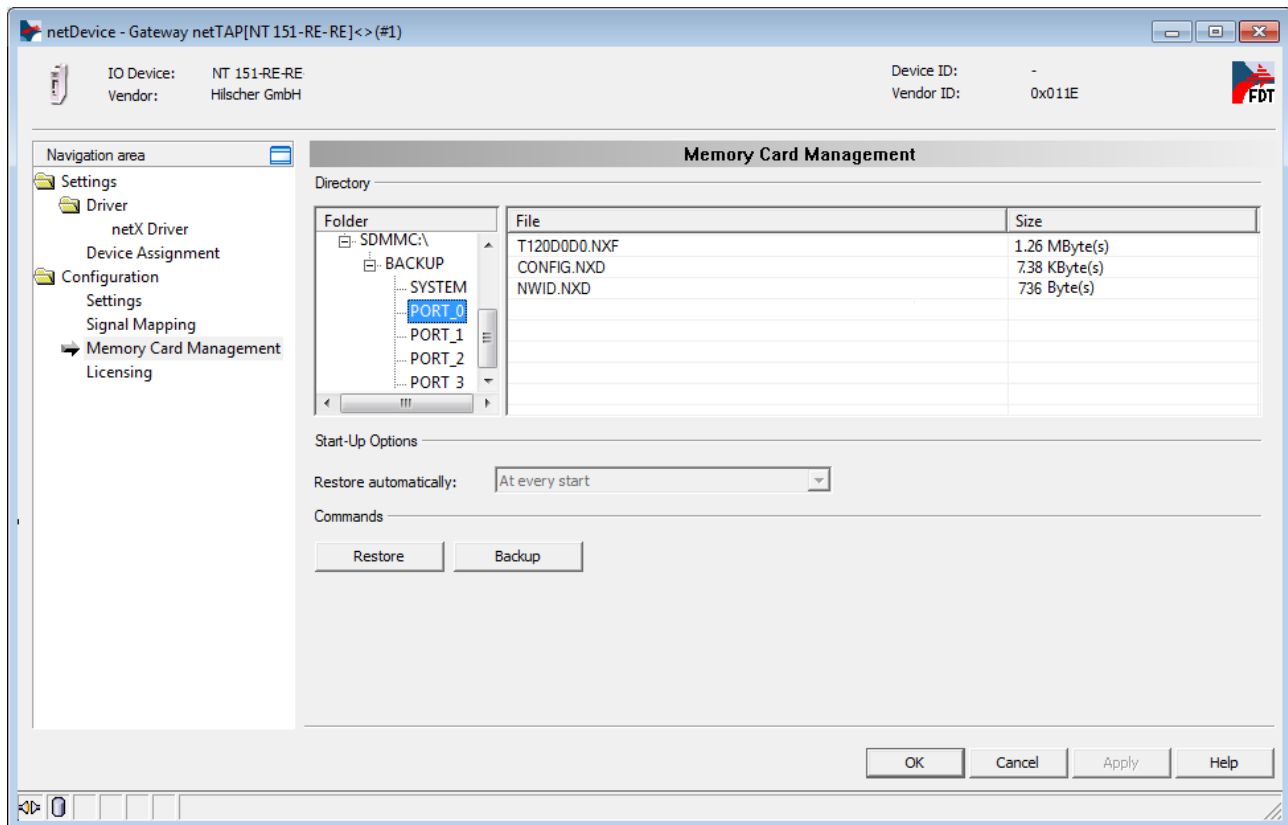 netDevice - Gateway netTAP[NT 151-RE-RE]<>(#1)
IO Device: NT 151-RE-RE Device ID: -
Vendor: Hilscher GmbH Vendor ID: 0x011E
FDT
Navigation area
Settings
Driver
netX Driver
Device Assignment
Configuration
Settings
Signal Mapping
Memory Card Management
Licensing
Memory Card Management
Directory
Folder
SDMMC:\
BACKUP
SYSTEM
PORT_0
PORT_1
PORT_2
PORT_3
File Size
T120D0D0.NXF 1.26 MByte(s)
CONFIG.NXD 7.38 KByte(s)
NWID.NXD 736 Byte(s)
Start-Up Options
Restore automatically: At every start
Commands
Restore Backup
OK Cancel Apply Help